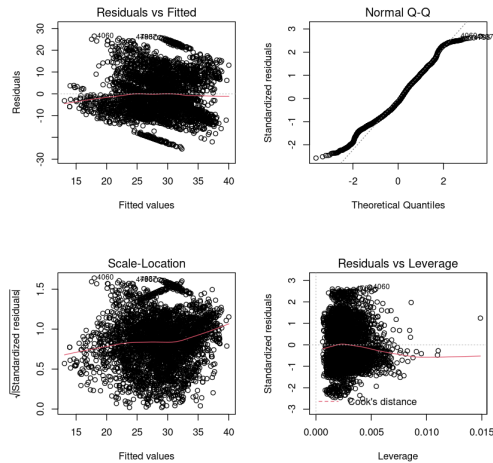 Residuals vs Fitted
Residuals
30
20
10
0
-10
-30
4060
15 20 25 30 35 40
Fitted values
Normal Q-Q
Standardized residuals
3
2
1
0
-1
-2
4060
-2 0 2
Theoretical Quantiles
Scale-Location
√|Standardized residuals|
1.5
1.0
0.5
0.0
4060
15 20 25 30 35 40
Fitted values
Residuals vs Leverage
Standardized residuals
3
2
1
0
-1
-2
-3
4060
Cook's distance
0.000 0.005 0.010 0.015
Leverage